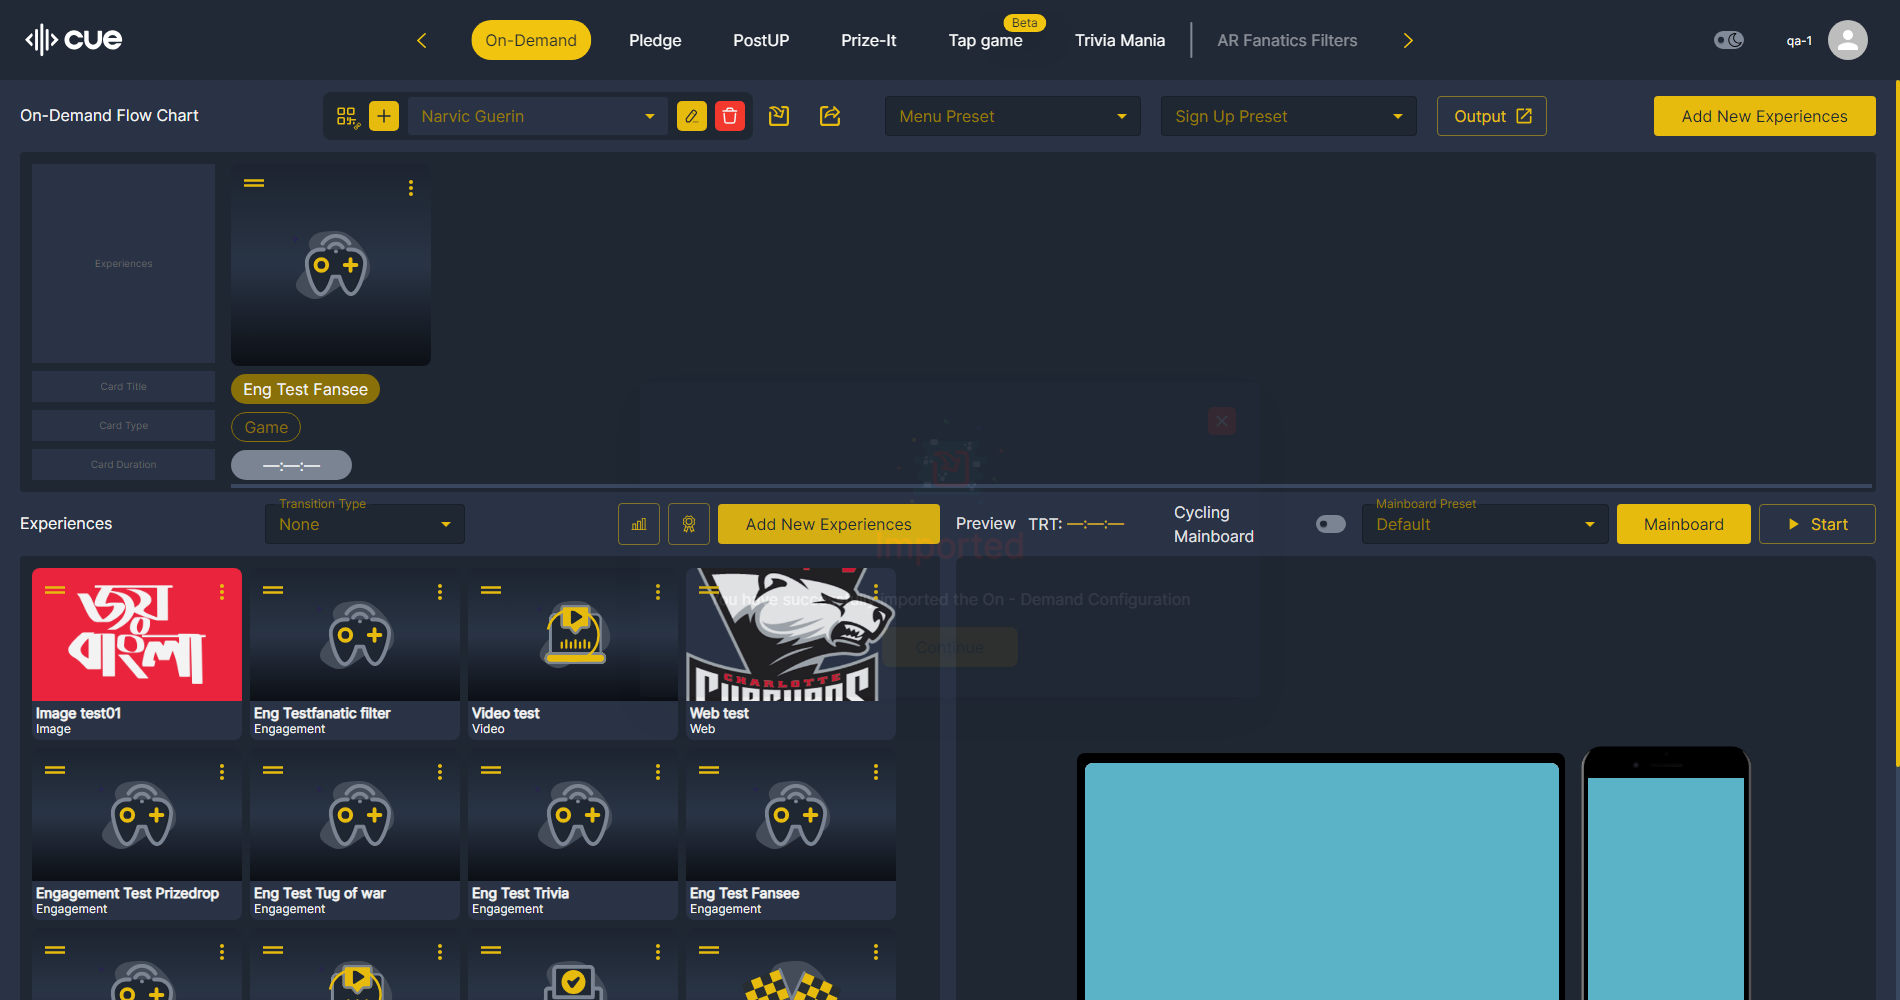 cue
On-Demand
Pledge
PostUP
Prize-It
Tap game
Beta
Trivia Mania
AR Fanatics Filters
qa-1
On-Demand Flow Chart
Narvic Guerin
Menu Preset
Sign Up Preset
Output
Add New Experiences
Experiences
Card Title
Card Type
Card Duration
Eng Test Fansee
Game
—:—:—
Imported
imported the On - Demand Configuration
Continue
Experiences
Transition Type
None
Add New Experiences
Preview
TRT: —:—:—
Cycling
Mainboard
Mainboard Preset
Default
Mainboard
Start
জয়
বাংলা
CHARLOTTE
Image test01
Image
Eng Testfanatic filter
Engagement
Video test
Video
Web test
Web
Engagement Test Prizedrop
Engagement
Eng Test Tug of war
Engagement
Eng Test Trivia
Engagement
Eng Test Fansee
Engagement